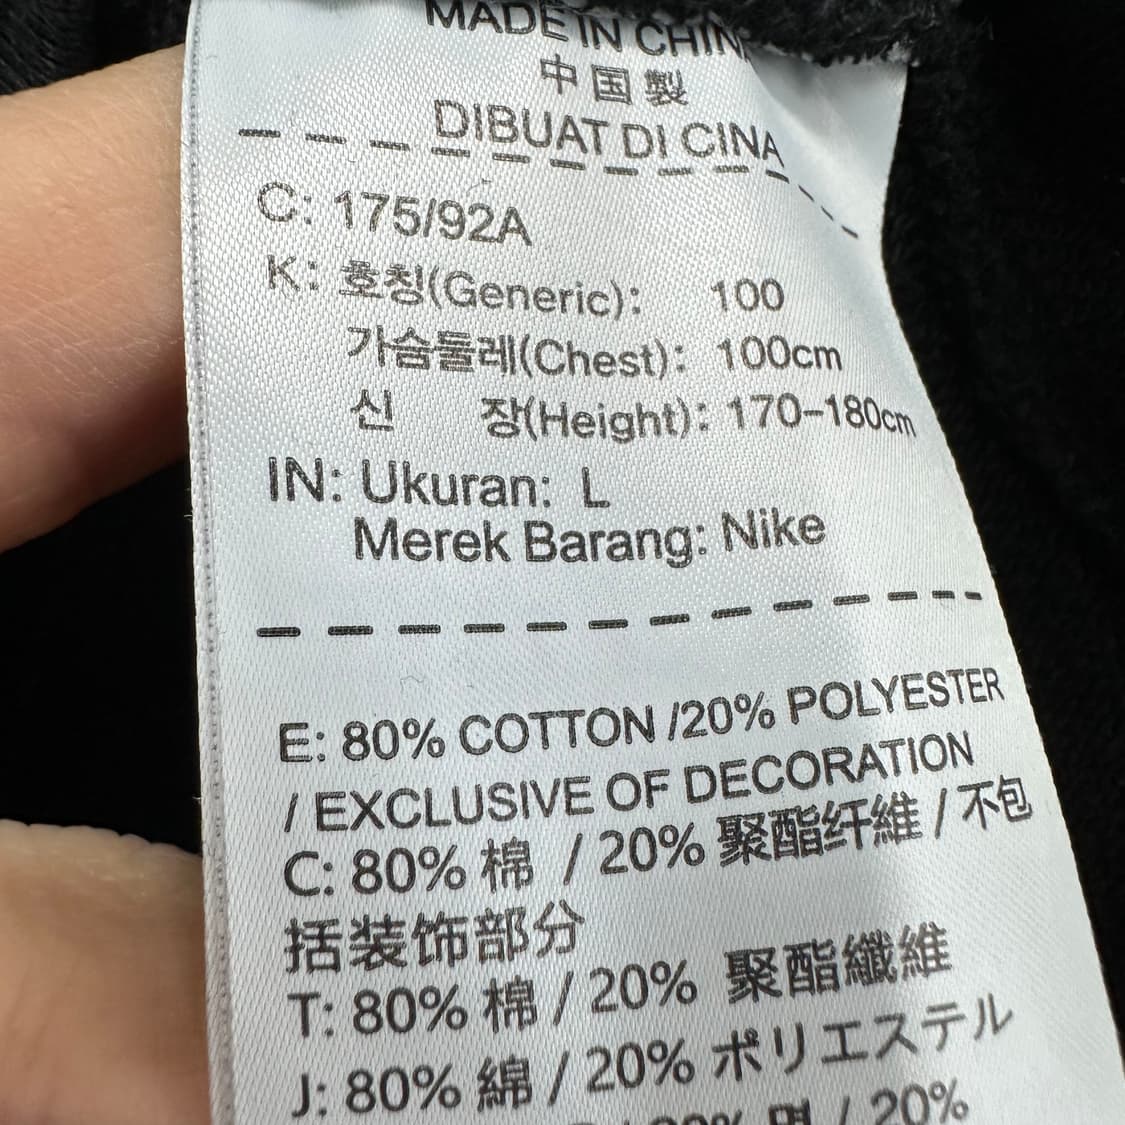 MADE IN CHINA
中国製
DIBUAT DI CINA
C: 175/92A
K: 호칭(Generic): 100
가슴둘레(Chest): 100cm
신 장(Height): 170-180cm
IN: Ukuran: L
Merek Barang: Nike
E: 80% COTTON /20% POLYESTER
/ EXCLUSIVE OF DECORATION
C: 80% 棉 / 20% 聚酯纤維 / 不包
括装饰部分
T: 80% 棉 / 20% 聚酯纖維
J: 80% 綿 / 20% ポリエステル
/ 20%